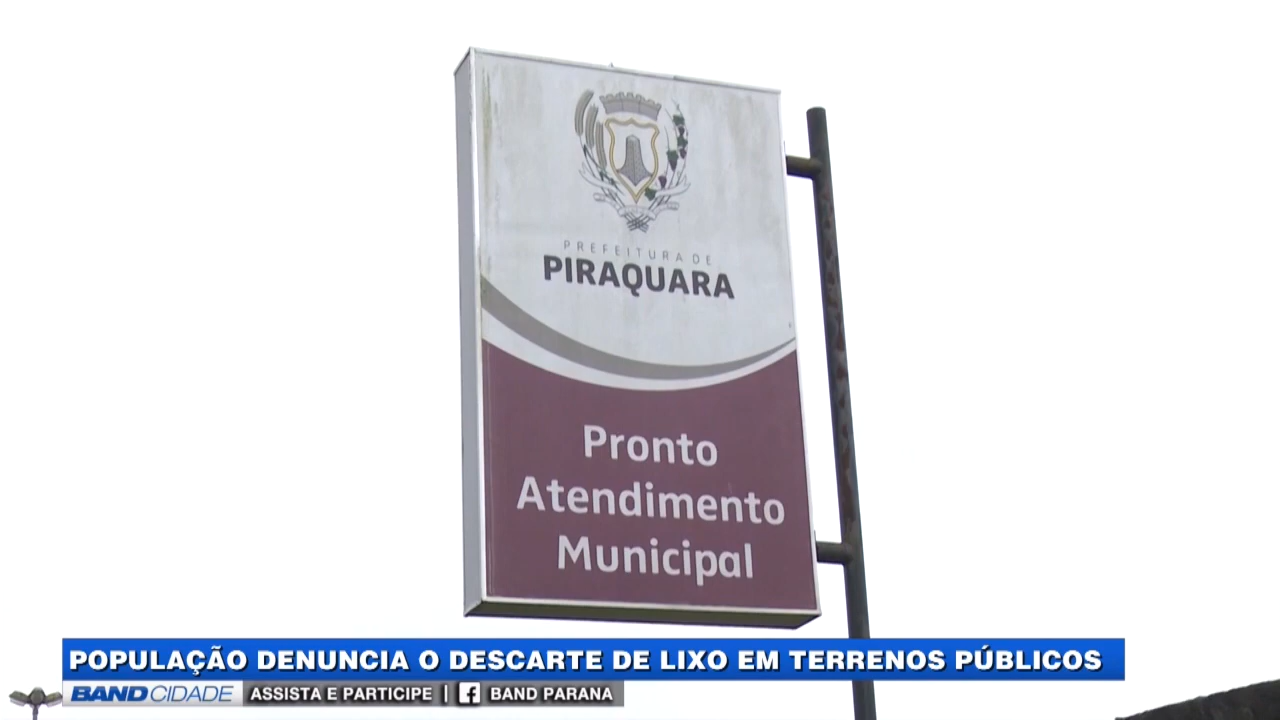 PREFEITURA DE
PIRAQUARA
Pronto
Atendimento
Municipal
POPULAÇÃO DENUNCIA O DESCARTE DE LIXO EM TERRENOS PÚBLICOS
BAND CIDADE ASSISTA E PARTICIPE | f BAND PARANA